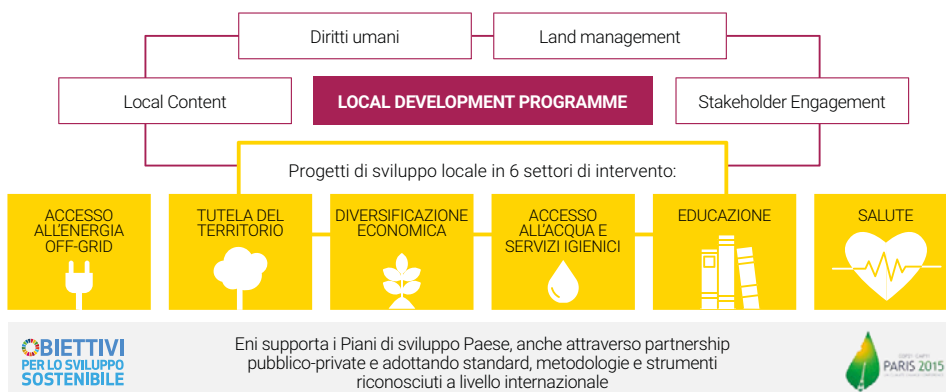 Diritti umani
Land management
Local Content
LOCAL DEVELOPMENT PROGRAMME
Stakeholder Engagement
Progetti di sviluppo locale in 6 settori di intervento:
ACCESSO
ALL'ENERGIA
OFF-GRID
TUTELA DEL
TERRITORIO
DIVERSIFICAZIONE
ECONOMICA
ACCESSO
ALL'ACQUA E
SERVIZI IGIENICI
EDUCAZIONE
SALUTE
OBIETTIVI
PER LO SVILUPPO
SOSTENIBILE
Eni supporta i Piani di sviluppo Paese, anche attraverso partnership
pubblico-private e adottando standard, metodologie e strumenti
riconosciuti a livello internazionale
PARIS 2015